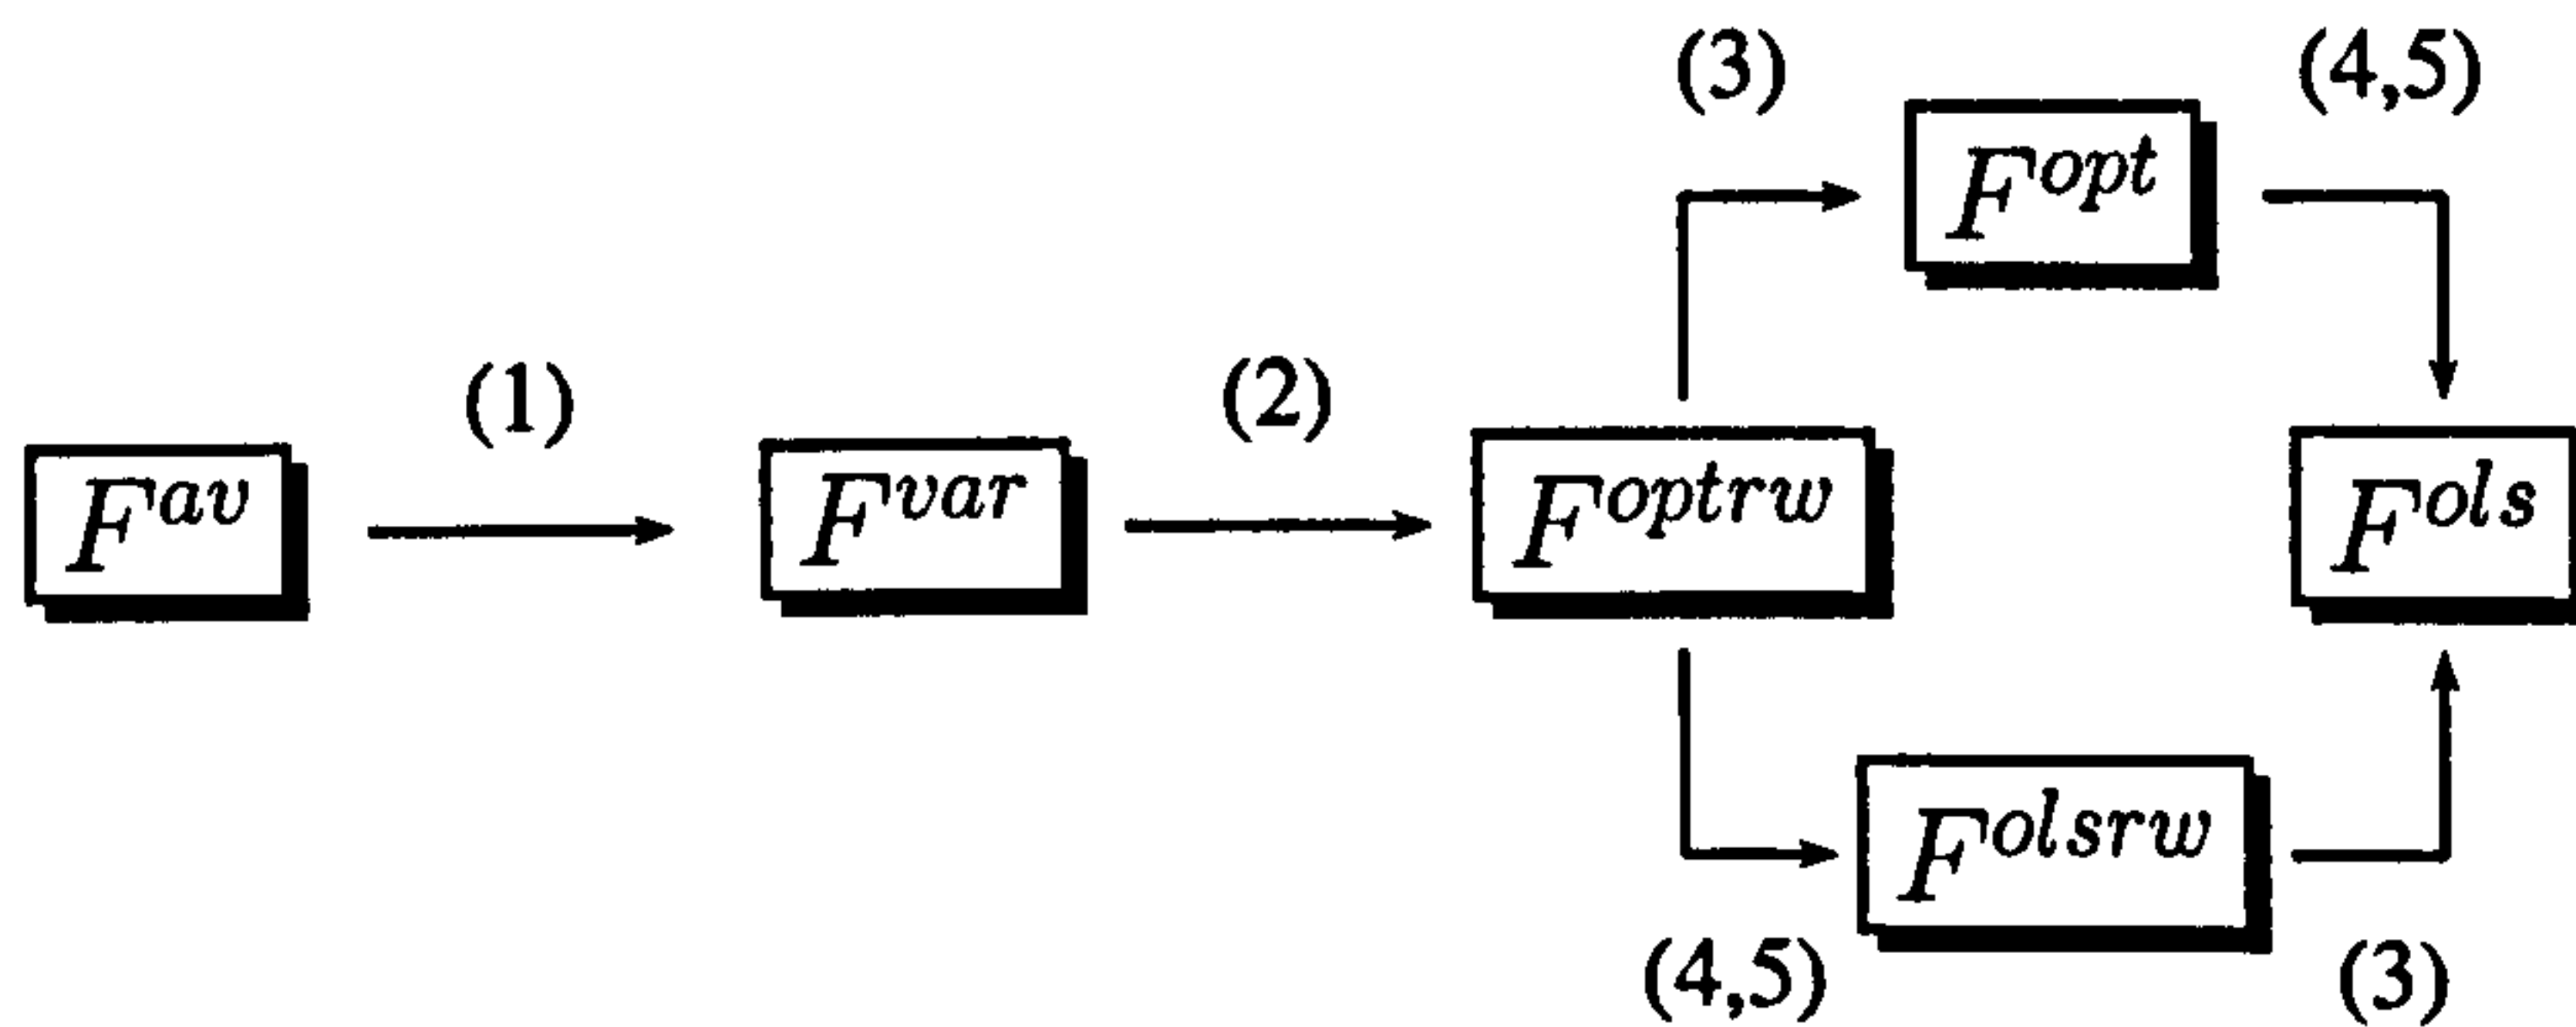 (3) (4,5)
F^opt
(1) (2)
F^av F^var F^optrw F^ols
F^olsrw
(4,5) (3)